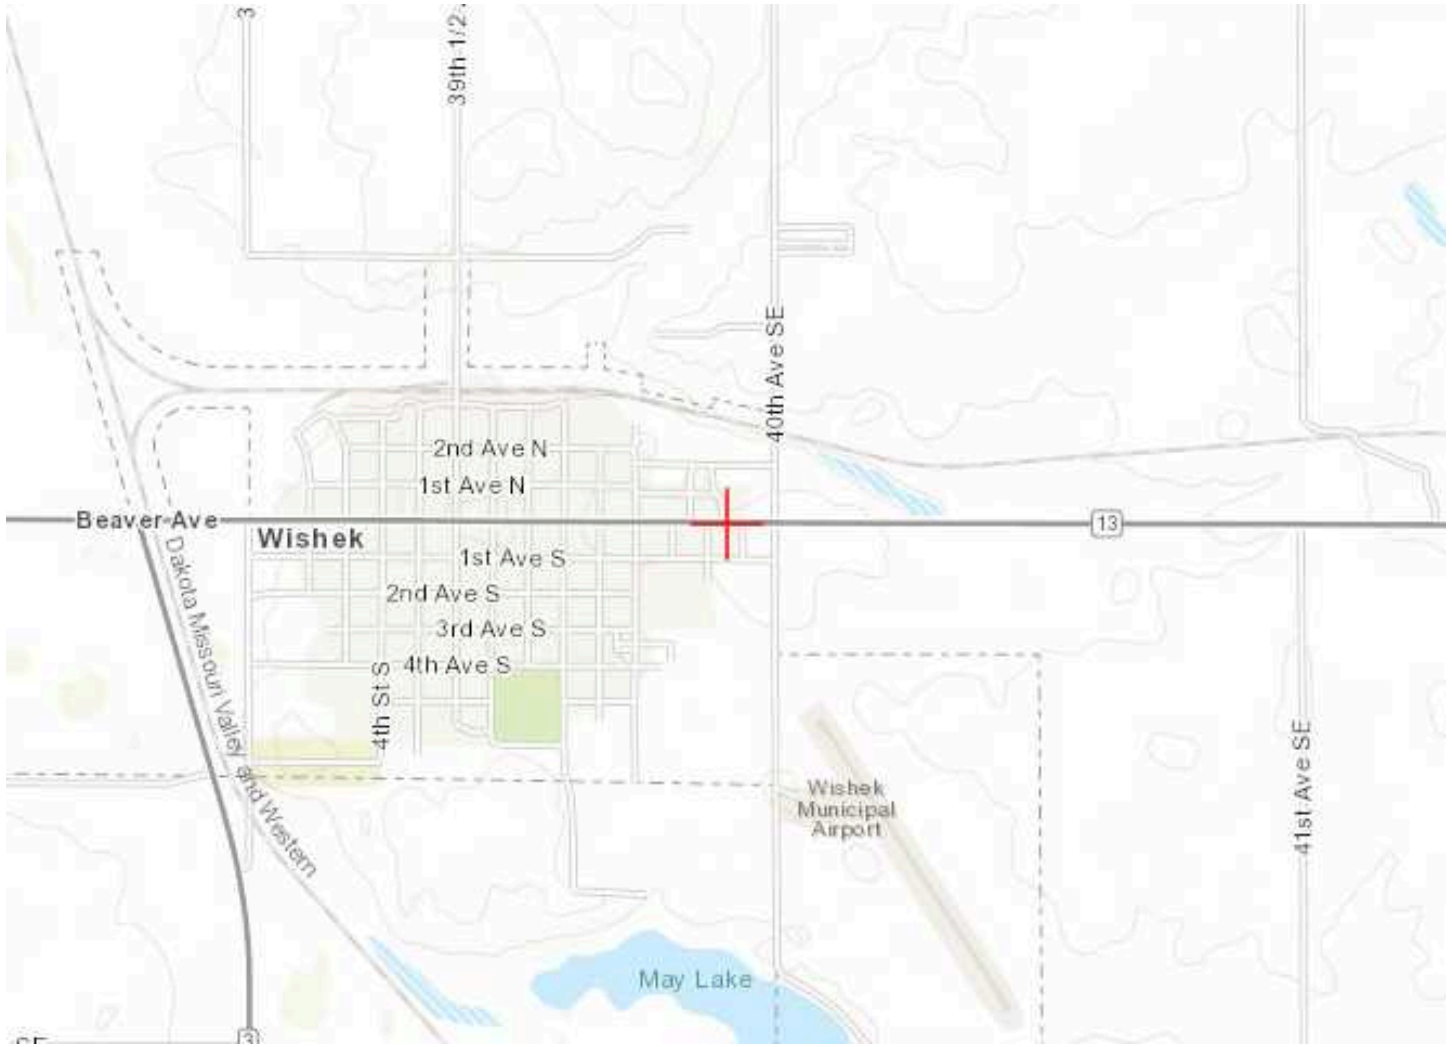 3
39th 1/2
40th Ave SE
2nd Ave N
1st Ave N
Beaver Ave
13
Wishek
1st Ave S
2nd Ave S
3rd Ave S
4th Ave S
4th St S
Dakota Missouri Valley and Western
Wishek
Municipal
Airport
41st Ave SE
May Lake
3
SE